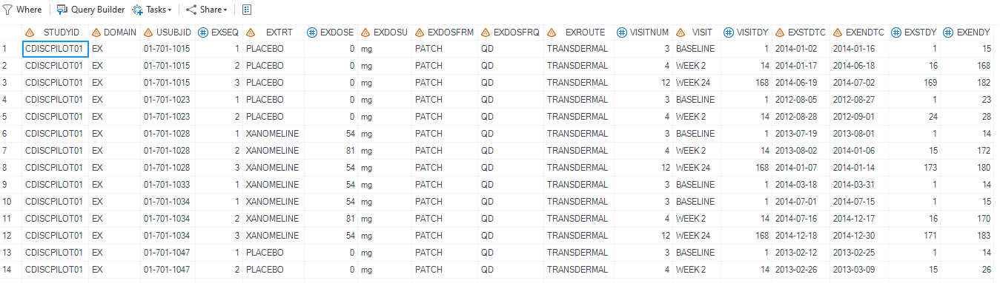 Where Query Builder Tasks Share
STUDYID DOMAIN USUBJID EXSEQ EXTRT EXDOSE EXDOSU EXDOSFRM EXDOSFRQ EXROUTE VISITNUM VISIT VISITDY EXSTDTC EXENDTC EXSTDY EXENDY
1 CDISCPILOT01 EX 01-701-1015 1 PLACEBO 0 mg PATCH QD TRANSDERMAL 3 BASELINE 1 2014-01-02 2014-01-16 1 15
2 CDISCPILOT01 EX 01-701-1015 2 PLACEBO 0 mg PATCH QD TRANSDERMAL 4 WEEK 2 14 2014-01-17 2014-06-18 16 168
3 CDISCPILOT01 EX 01-701-1015 3 PLACEBO 0 mg PATCH QD TRANSDERMAL 12 WEEK 24 168 2014-06-19 2014-07-02 169 182
4 CDISCPILOT01 EX 01-701-1023 1 PLACEBO 0 mg PATCH QD TRANSDERMAL 3 BASELINE 1 2012-08-05 2012-08-27 1 23
5 CDISCPILOT01 EX 01-701-1023 2 PLACEBO 0 mg PATCH QD TRANSDERMAL 4 WEEK 2 14 2012-08-28 2012-09-01 24 28
6 CDISCPILOT01 EX 01-701-1028 1 XANOMELINE 54 mg PATCH QD TRANSDERMAL 3 BASELINE 1 2013-07-19 2013-08-01 1 14
7 CDISCPILOT01 EX 01-701-1028 2 XANOMELINE 81 mg PATCH QD TRANSDERMAL 4 WEEK 2 14 2013-08-02 2014-01-06 15 172
8 CDISCPILOT01 EX 01-701-1028 3 XANOMELINE 54 mg PATCH QD TRANSDERMAL 12 WEEK 24 168 2014-01-07 2014-01-14 173 180
9 CDISCPILOT01 EX 01-701-1033 1 XANOMELINE 54 mg PATCH QD TRANSDERMAL 3 BASELINE 1 2014-03-18 2014-03-31 1 14
10 CDISCPILOT01 EX 01-701-1034 1 XANOMELINE 54 mg PATCH QD TRANSDERMAL 3 BASELINE 1 2014-07-01 2014-07-15 1 15
11 CDISCPILOT01 EX 01-701-1034 2 XANOMELINE 81 mg PATCH QD TRANSDERMAL 4 WEEK 2 14 2014-07-16 2014-12-17 16 170
12 CDISCPILOT01 EX 01-701-1034 3 XANOMELINE 54 mg PATCH QD TRANSDERMAL 12 WEEK 24 168 2014-12-18 2014-12-30 171 183
13 CDISCPILOT01 EX 01-701-1047 1 PLACEBO 0 mg PATCH QD TRANSDERMAL 3 BASELINE 1 2013-02-12 2013-02-25 1 14
14 CDISCPILOT01 EX 01-701-1047 2 PLACEBO 0 mg PATCH QD TRANSDERMAL 4 WEEK 2 14 2013-02-26 2013-03-09 15 26